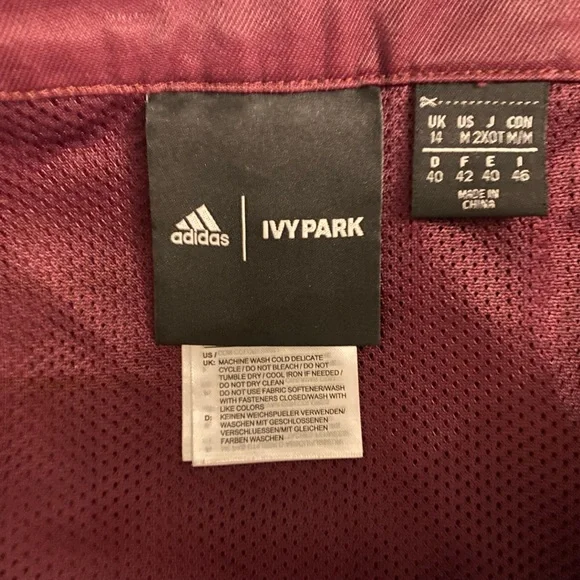 adidas
IVY PARK
UK US J CON
14 M 2XOT M/M
D F E I
40 42 40 46
MADE IN
CHINA
US /
UK: MACHINE WASH COLD DELICATE
CYCLE / DO NOT BLEACH / DO NOT
TUMBLE DRY / COOL IRON IF NEEDED /
DO NOT DRY CLEAN
DO NOT USE FABRIC SOFTENER/WASH
WITH FASTENERS CLOSED/WASH WITH
LIKE COLORS
D: KEINEN WEICHSPUELER VERWENDEN/
WASCHEN MIT GESCHLOSSENEN
VERSCHLUESSEN/MIT GLEICHEN
FARBEN WASCHEN